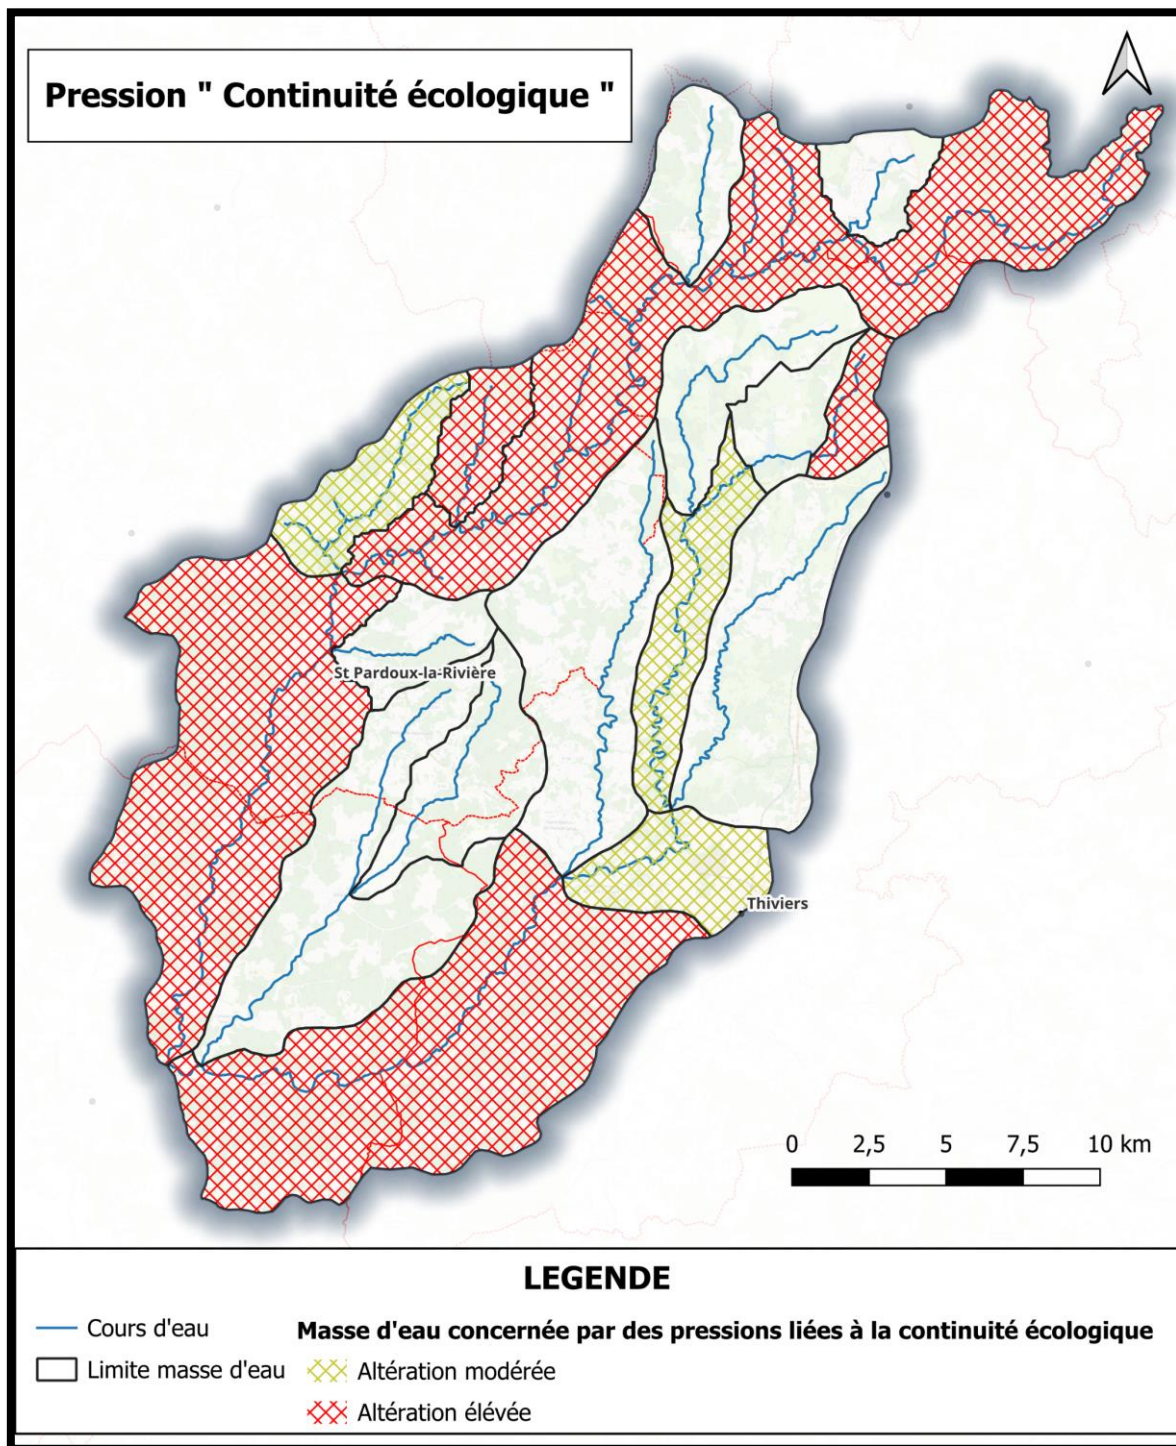 Pression " Continuité écologique "
St Pardoux-la-Rivière
Thiviers
0 2,5 5 7,5 10 km
LEGENDE
Cours d'eau
Limite masse d'eau
Masse d'eau concernée par des pressions liées à la continuité écologique
Altération modérée
Altération élévée